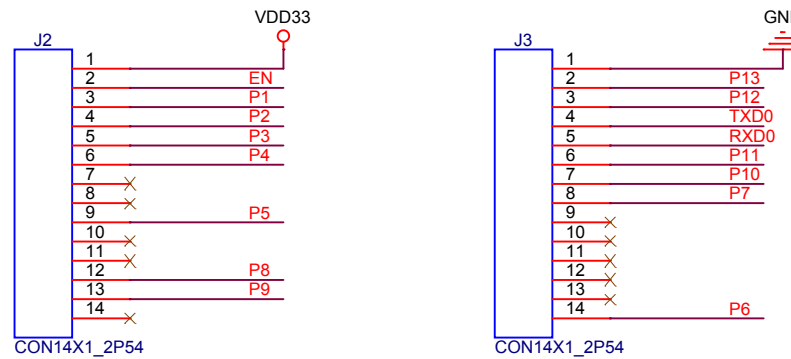 VDD33
J2
1
2 EN
3 P1
4 P2
5 P3
6 P4
7
8
9 P5
10
11
12 P8
13 P9
14
CON14X1_2P54
J3
1
2 P13
3 P12
4 TXD0
5 RXD0
6 P11
7 P10
8 P7
9
10
11
12
13
14 P6
CON14X1_2P54